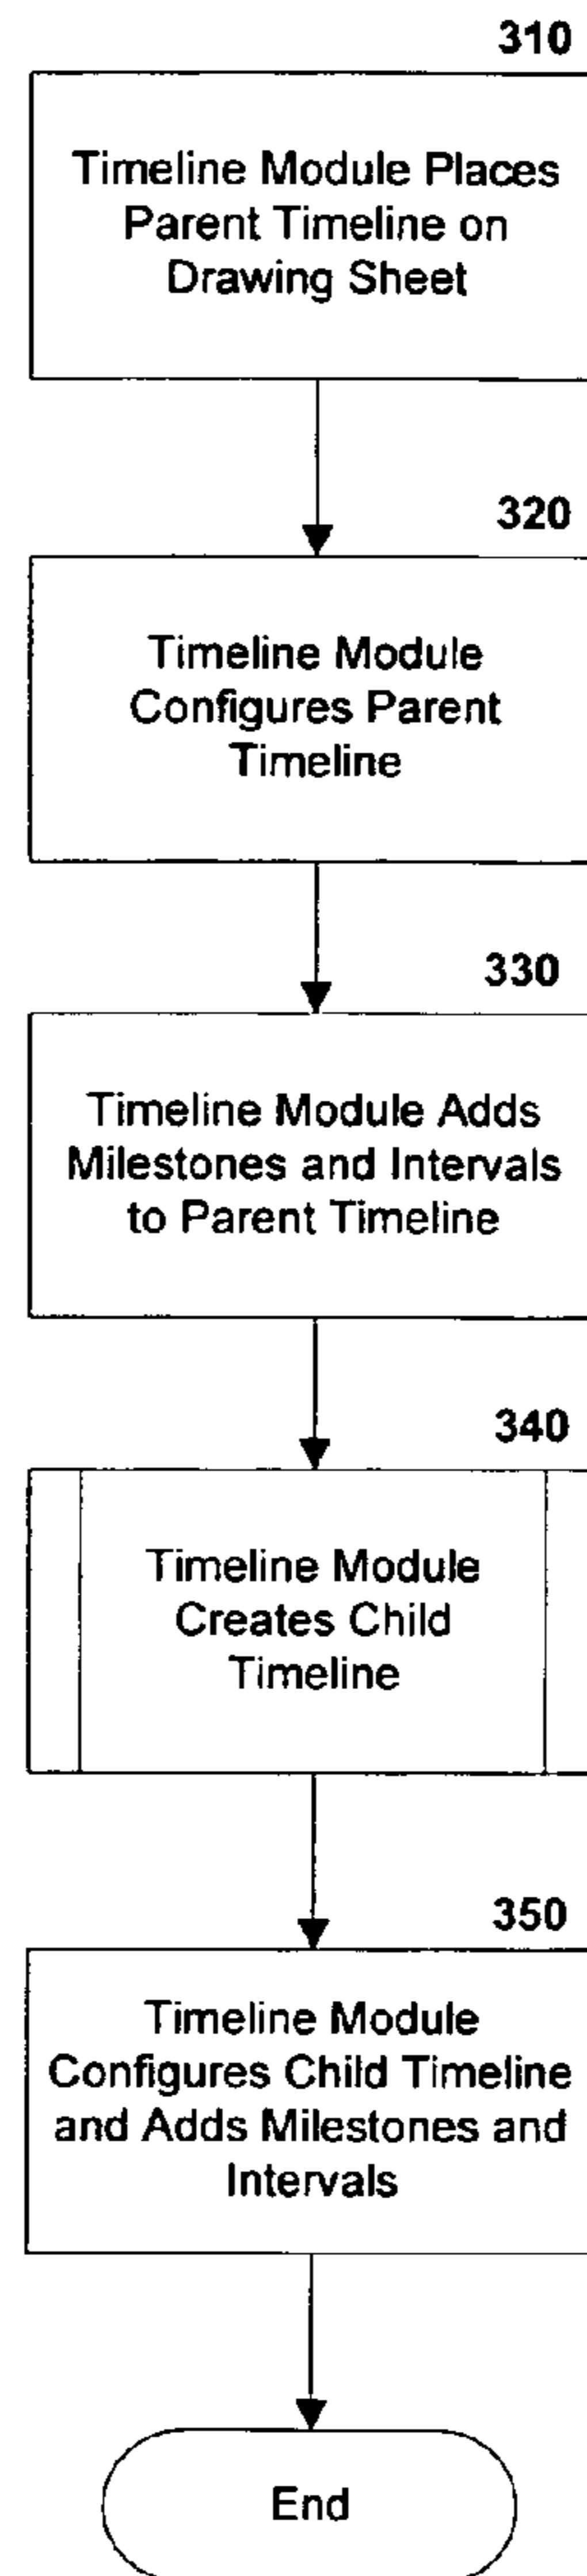 310
Timeline Module Places
Parent Timeline on
Drawing Sheet
320
Timeline Module
Configures Parent
Timeline
330
Timeline Module Adds
Milestones and Intervals
to Parent Timeline
340
Timeline Module
Creates Child
Timeline
350
Timeline Module
Configures Child Timeline
and Adds Milestones and
Intervals
End